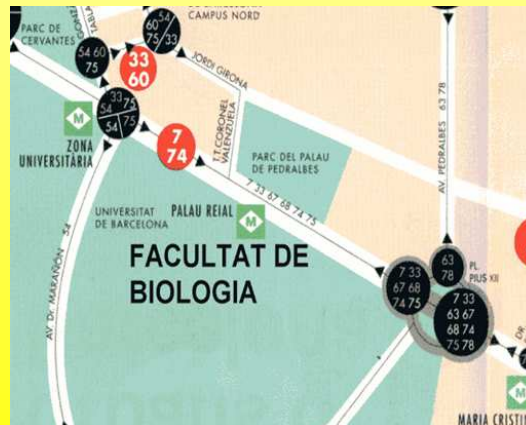 PARC DE
CERVANTES
CAMPUS NORD
60 54
75 33
54 60
75
33
60
JORDI GIRONA
33 75
54 75
54
M
ZONA
UNIVERSITÀRIA
7
74
T.T.CORONEL
VALENZUELA
PARC DEL PALAU
DE PEDRALBES
AV. PEDRALBES 63 78
7 33 67 68 74 75
UNIVERSITAT
DE BARCELONA
PALAU REIAL
M
FACULTAT DE
BIOLOGIA
AV. Dr. MARAÑÓN 54
63
78
PL.
PIUS XII
7 33
67 68
74 75
7 33
63 67
68 74
75 78
M
MARIA CRISTIN